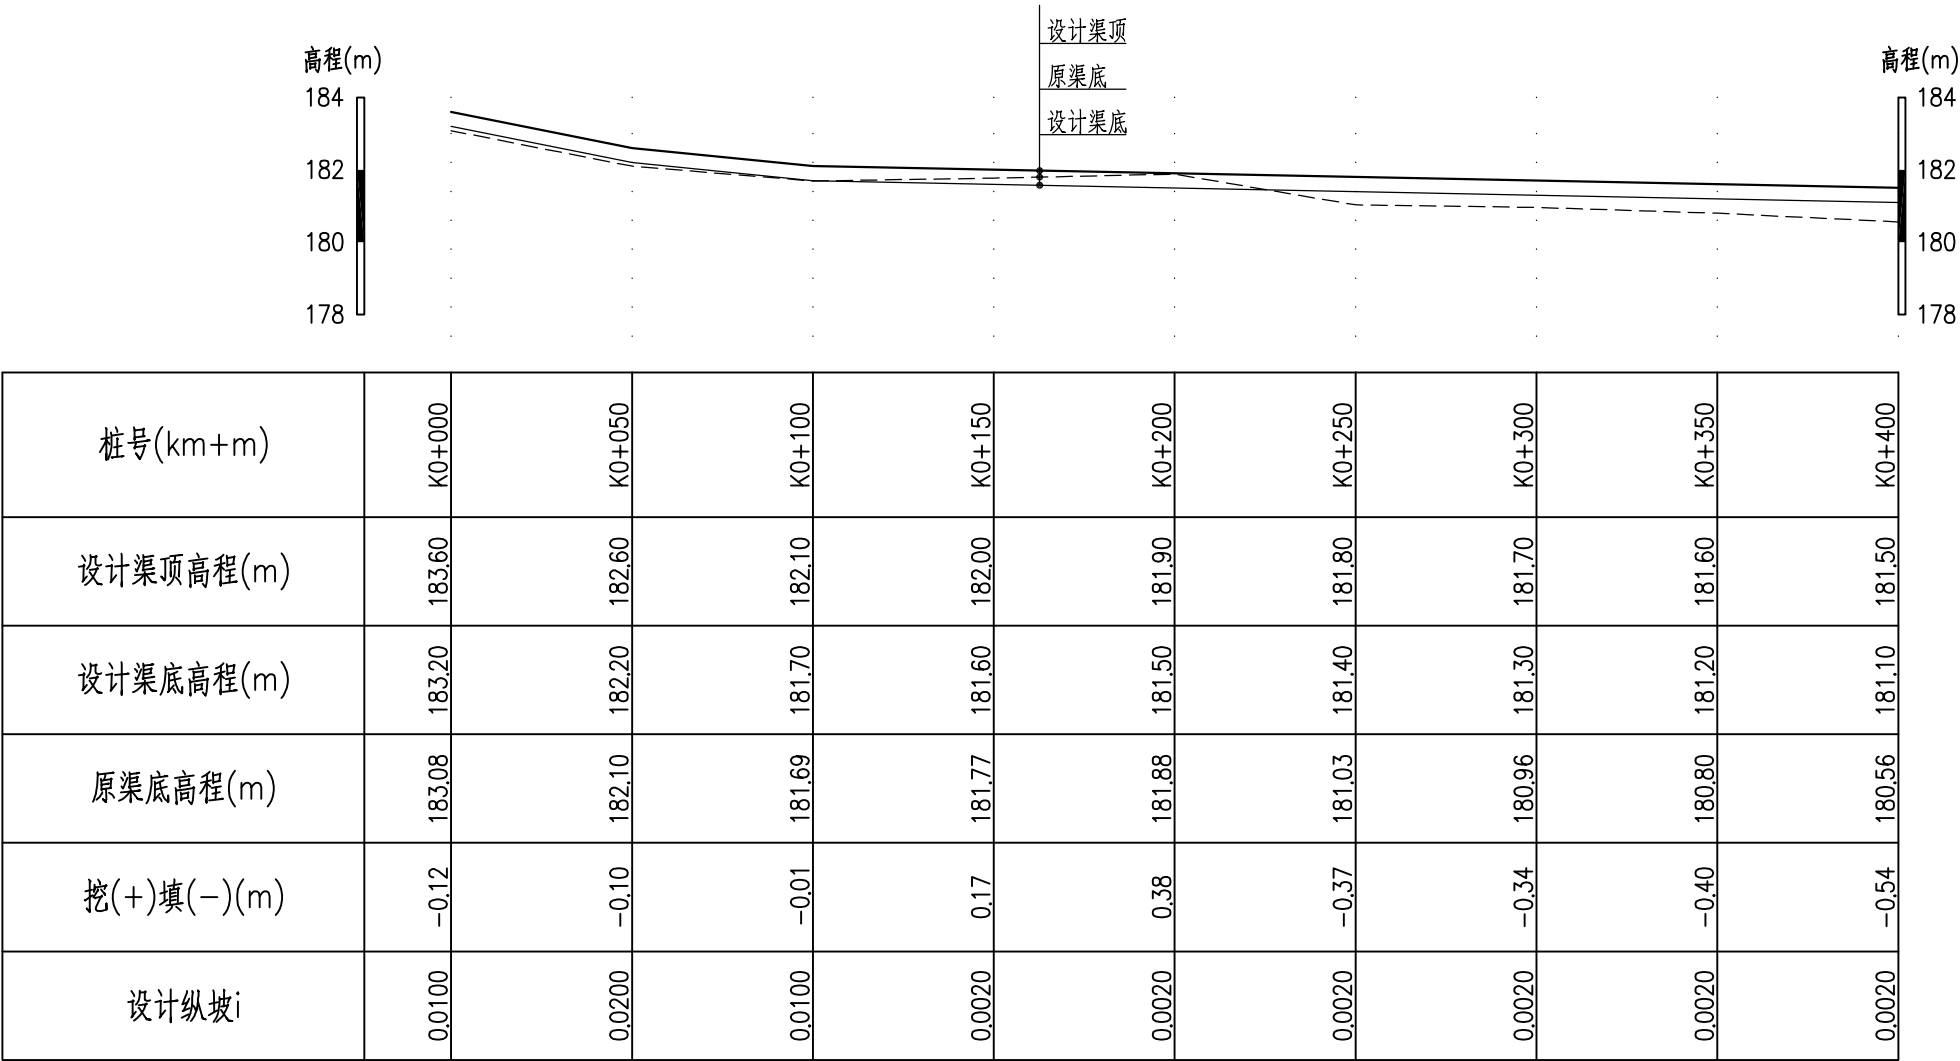 设计渠顶
原渠底
设计渠底
高程(m)
184
182
180
178
高程(m)
184
182
180
178
桩号(km+m) K0+000 K0+050 K0+100 K0+150 K0+200 K0+250 K0+300 K0+350 K0+400
设计渠顶高程(m) 183.60 182.60 182.10 182.00 181.90 181.80 181.70 181.60 181.50
设计渠底高程(m) 183.20 182.20 181.70 181.60 181.50 181.40 181.30 181.20 181.10
原渠底高程(m) 183.08 182.10 181.69 181.77 181.88 181.03 180.96 180.80 180.56
挖(+)填(-)(m) -0.12 -0.10 -0.01 0.17 0.38 -0.37 -0.34 -0.40 -0.54
设计纵坡i 0.0100 0.0200 0.0100 0.0020 0.0020 0.0020 0.0020 0.0020 0.0020